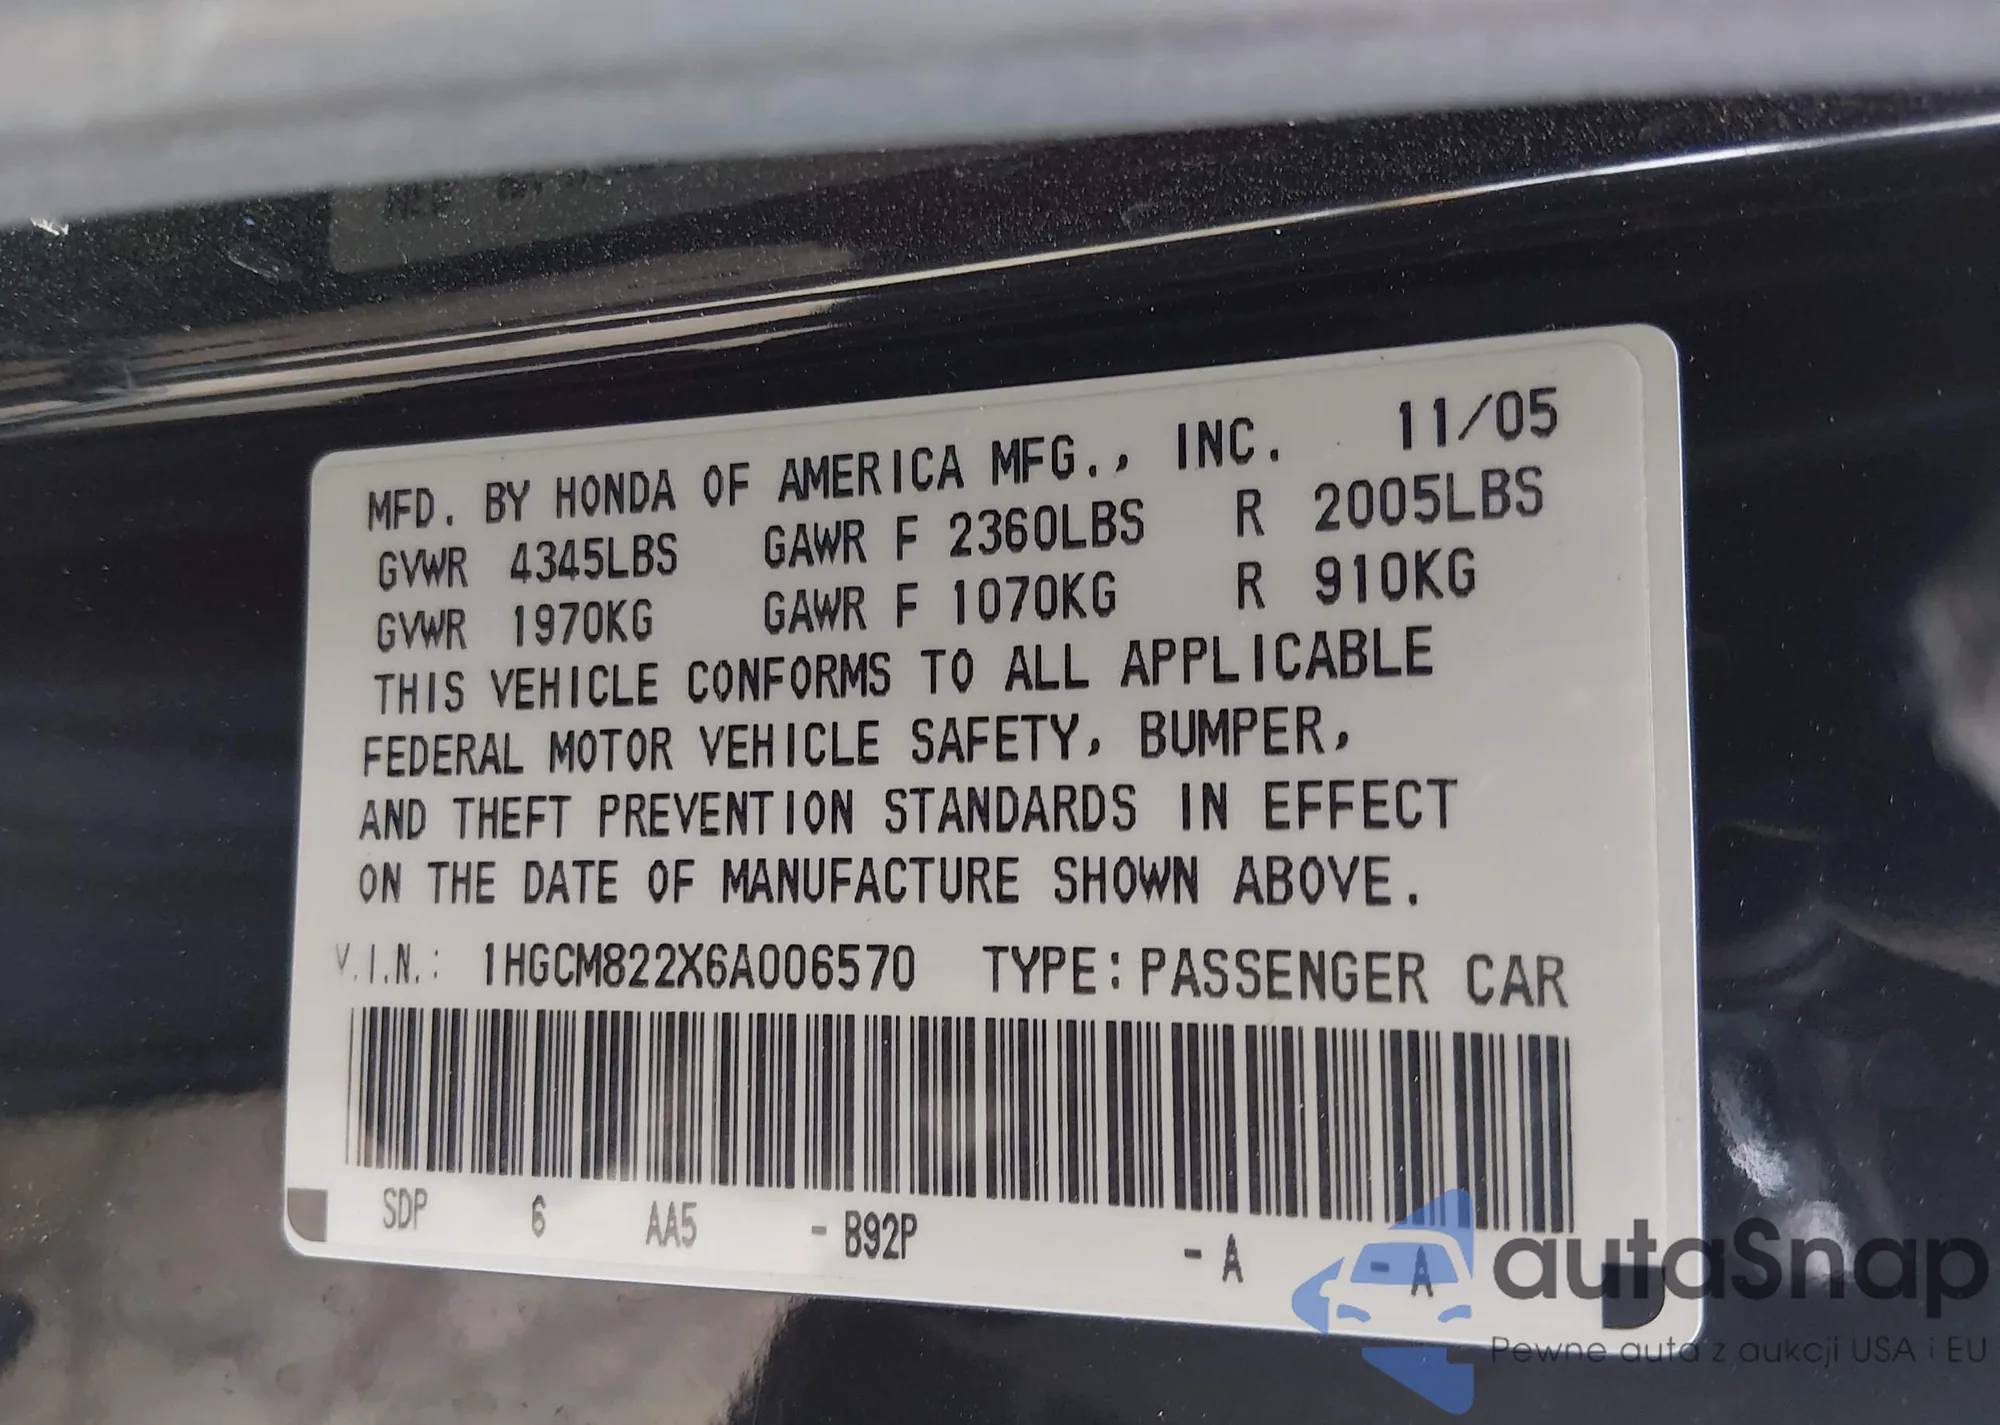 MFD. BY HONDA OF AMERICA MFG., INC. 11/05
GVWR 4345LBS GAWR F 2360LBS R 2005LBS
GVWR 1970KG GAWR F 1070KG R 910KG
THIS VEHICLE CONFORMS TO ALL APPLICABLE
FEDERAL MOTOR VEHICLE SAFETY, BUMPER,
AND THEFT PREVENTION STANDARDS IN EFFECT
ON THE DATE OF MANUFACTURE SHOWN ABOVE.
V.I.N.: 1HGCM822X6A006570 TYPE:PASSENGER CAR
SDP 6 AA5 -B92P -A -A
autaSnap
Pewne auta z aukcji USA i EU